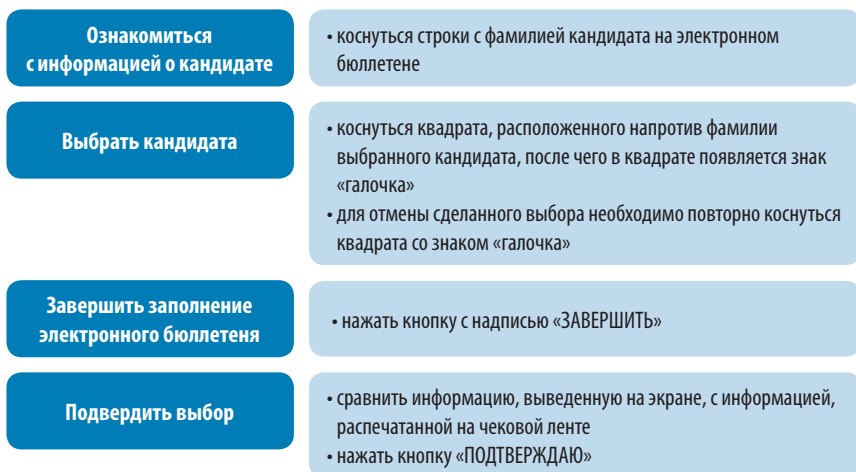 Ознакомиться
с информацией о кандидате
• коснуться строки с фамилией кандидата на электронном
бюллетене
Выбрать кандидата
• коснуться квадрата, расположенного напротив фамилии
выбранного кандидата, после чего в квадрате появляется знак
«галочка»
• для отмены сделанного выбора необходимо повторно коснуться
квадрата со знаком «галочка»
Завершить заполнение
электронного бюллетеня
• нажать кнопку с надписью «ЗАВЕРШИТЬ»
Подвердить выбор
• сравнить информацию, выведенную на экране, с информацией,
распечатанной на чековой ленте
• нажать кнопку «ПОДТВЕРЖДАЮ»